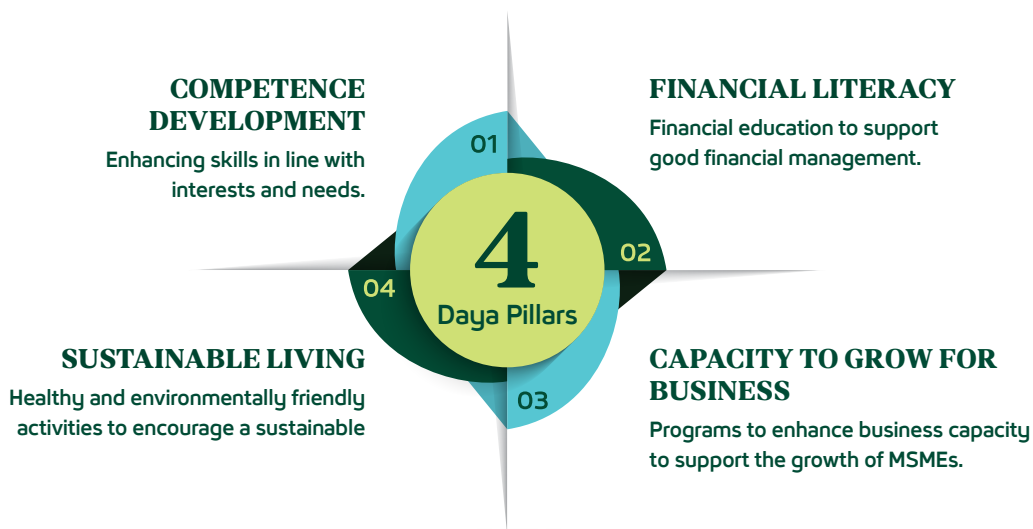 COMPETENCE
DEVELOPMENT
Enhancing skills in line with
interests and needs.
01
FINANCIAL LITERACY
Financial education to support
good financial management.
02
4
Daya Pillars
04
SUSTAINABLE LIVING
Healthy and environmentally friendly
activities to encourage a sustainable
03
CAPACITY TO GROW FOR
BUSINESS
Programs to enhance business capacity
to support the growth of MSMEs.